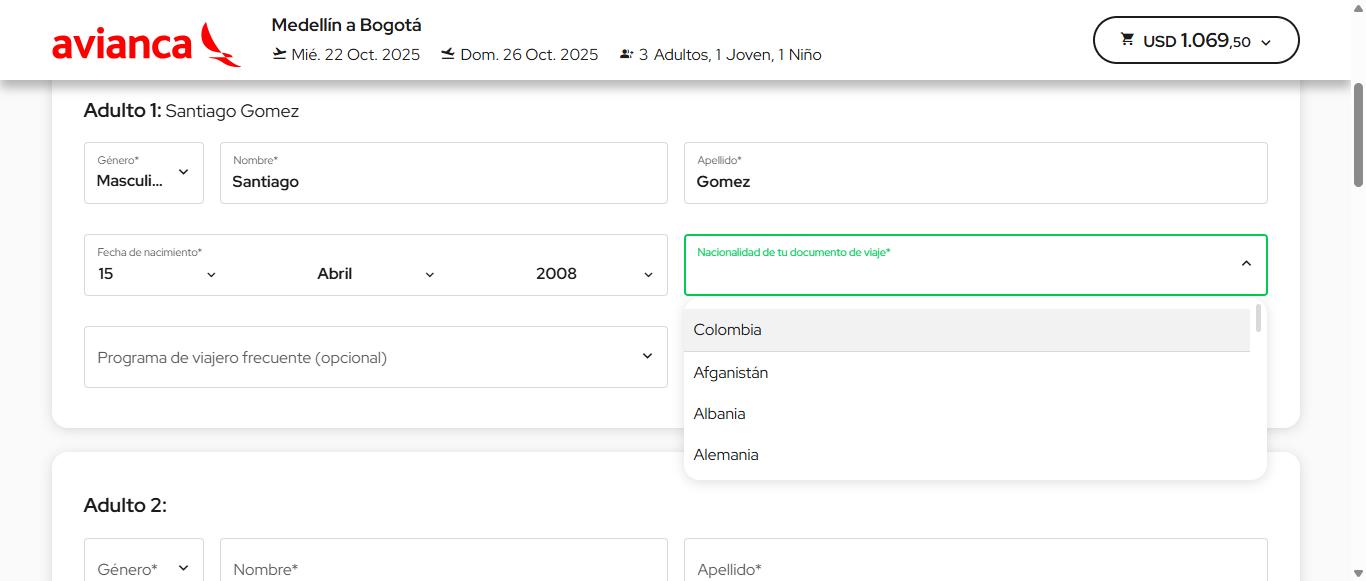 avianca
Medellín a Bogotá
Mié. 22 Oct. 2025 Dom. 26 Oct. 2025 3 Adultos, 1 Joven, 1 Niño
USD 1.069,50
Adulto 1: Santiago Gomez
Género*
Masculi...
Nombre*
Santiago
Apellido*
Gomez
Fecha de nacimiento*
15 Abril 2008
Nacionalidad de tu documento de viaje*
Programa de viajero frecuente (opcional)
Colombia
Afganistán
Albania
Alemania
Adulto 2:
Género* Nombre* Apellido*